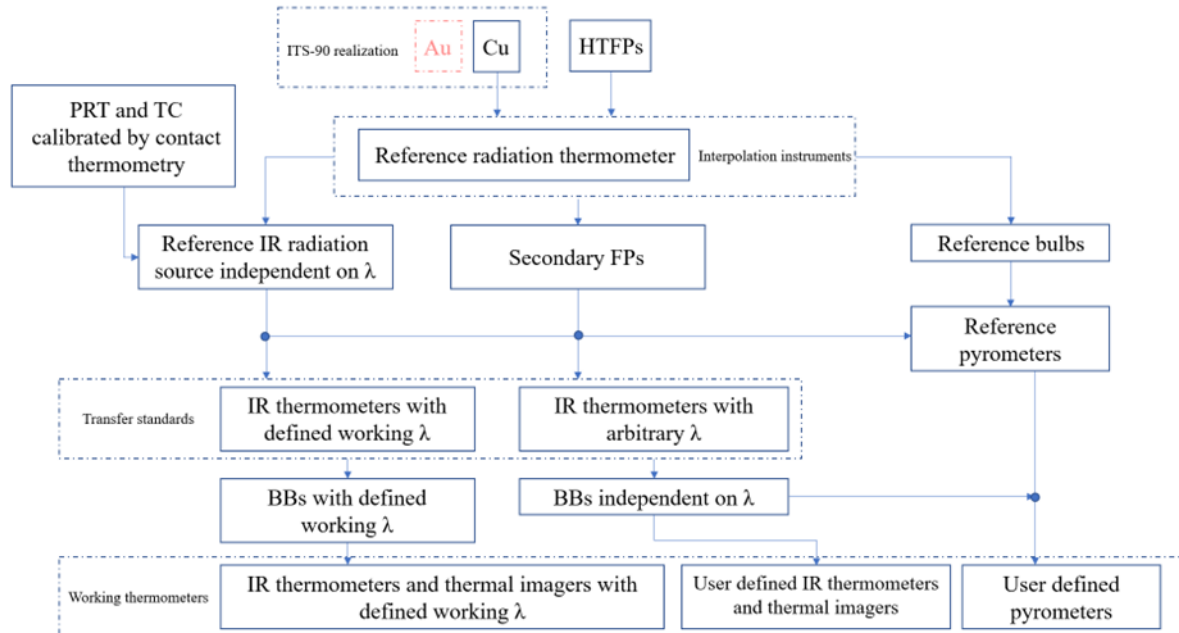 ITS-90 realization
Au
Cu
HTFPs
PRT and TC
calibrated by contact
thermometry
Reference radiation thermometer
Interpolation instruments
Reference IR radiation
source independent on λ
Secondary FPs
Reference bulbs
Reference
pyrometers
Transfer standards
IR thermometers with
defined working λ
IR thermometers with
arbitrary λ
BBs with defined
working λ
BBs independent on λ
Working thermometers
IR thermometers and thermal imagers with
defined working λ
User defined IR thermometers
and thermal imagers
User defined
pyrometers